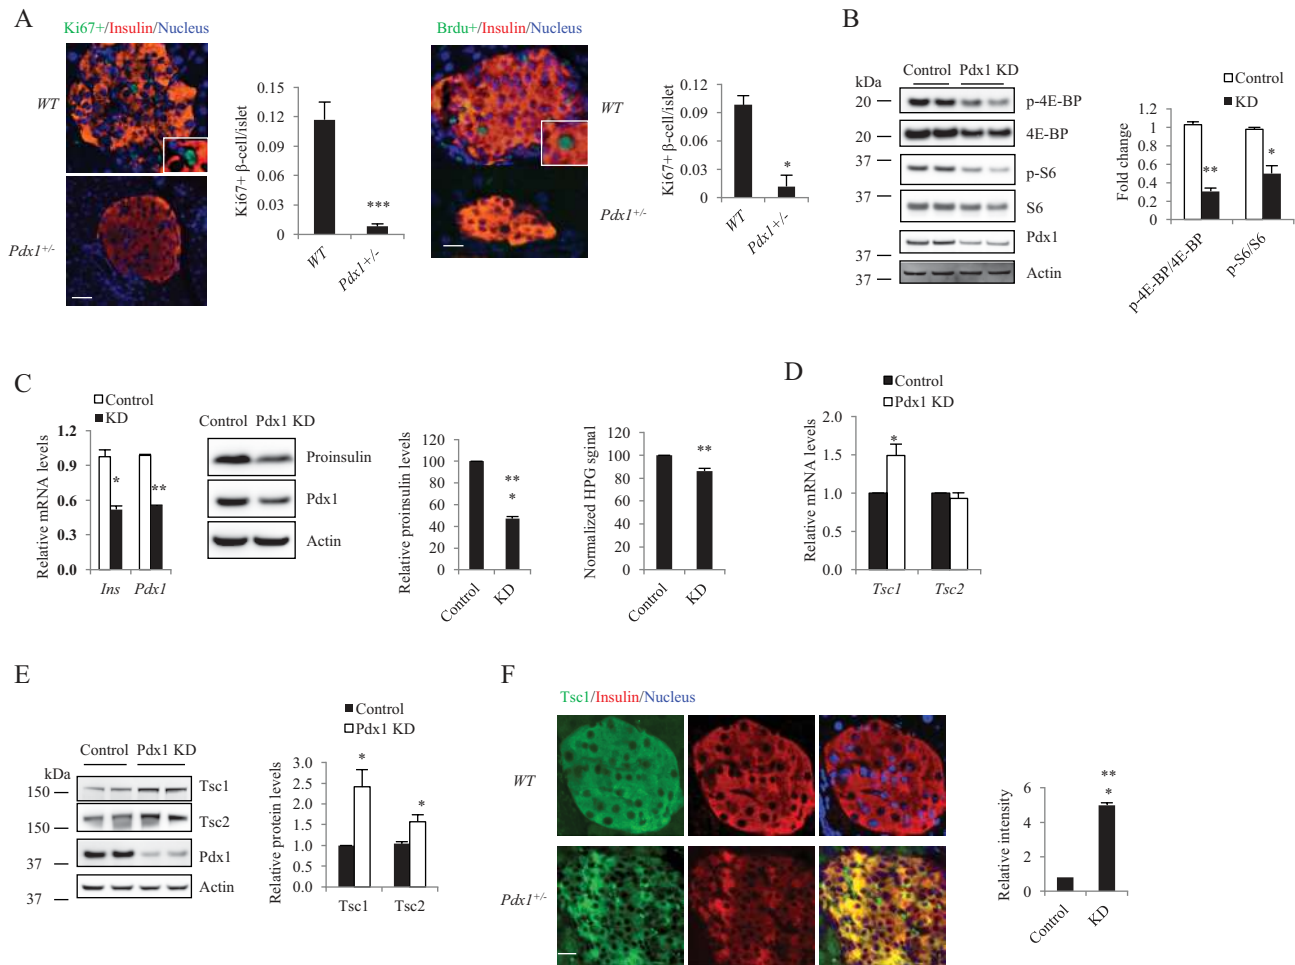 A
Ki67+/Insulin/Nucleus
WT
Pdx1+/-
Ki67+ β-cell/islet
0.15
0.12
0.09
0.06
0.03
0
***
WT
Pdx1+/-
Brdu+/Insulin/Nucleus
WT
Pdx1+/-
Ki67+ β-cell/islet
0.12
0.09
0.06
0.03
0
*
WT
Pdx1+/-
B
kDa
Control Pdx1 KD
20
p-4E-BP
20
4E-BP
37
p-S6
37
S6
Pdx1
37
37
Actin
Control
KD
Fold change
1.2
1
0.8
0.6
0.4
0.2
0
**
*
p-4E-BP/4E-BP
p-S6/S6
C
Control
KD
Relative mRNA levels
1.2
0.9
0.6
0.3
0.0
*
**
Ins Pdx1
Control Pdx1 KD
Proinsulin
Pdx1
Actin
Relative proinsulin levels
120
100
80
60
40
20
0
**
*
Control
KD
Normalized HPG sginal
120
100
80
60
40
20
0
**
Control
KD
D
Control
Pdx1 KD
Relative mRNA levels
2.0
1.5
1.0
0.5
0.0
*
Tsc1 Tsc2
E
Control Pdx1 KD
kDa
150
Tsc1
150
Tsc2
37
Pdx1
37
Actin
Control
Pdx1 KD
Relative protein levels
3.0
2.5
2.0
1.5
1.0
0.5
0.0
*
*
Tsc1 Tsc2
F
Tsc1/Insulin/Nucleus
WT
Pdx1+/-
Relative intensity
6
4
2
0
**
*
Control
KD